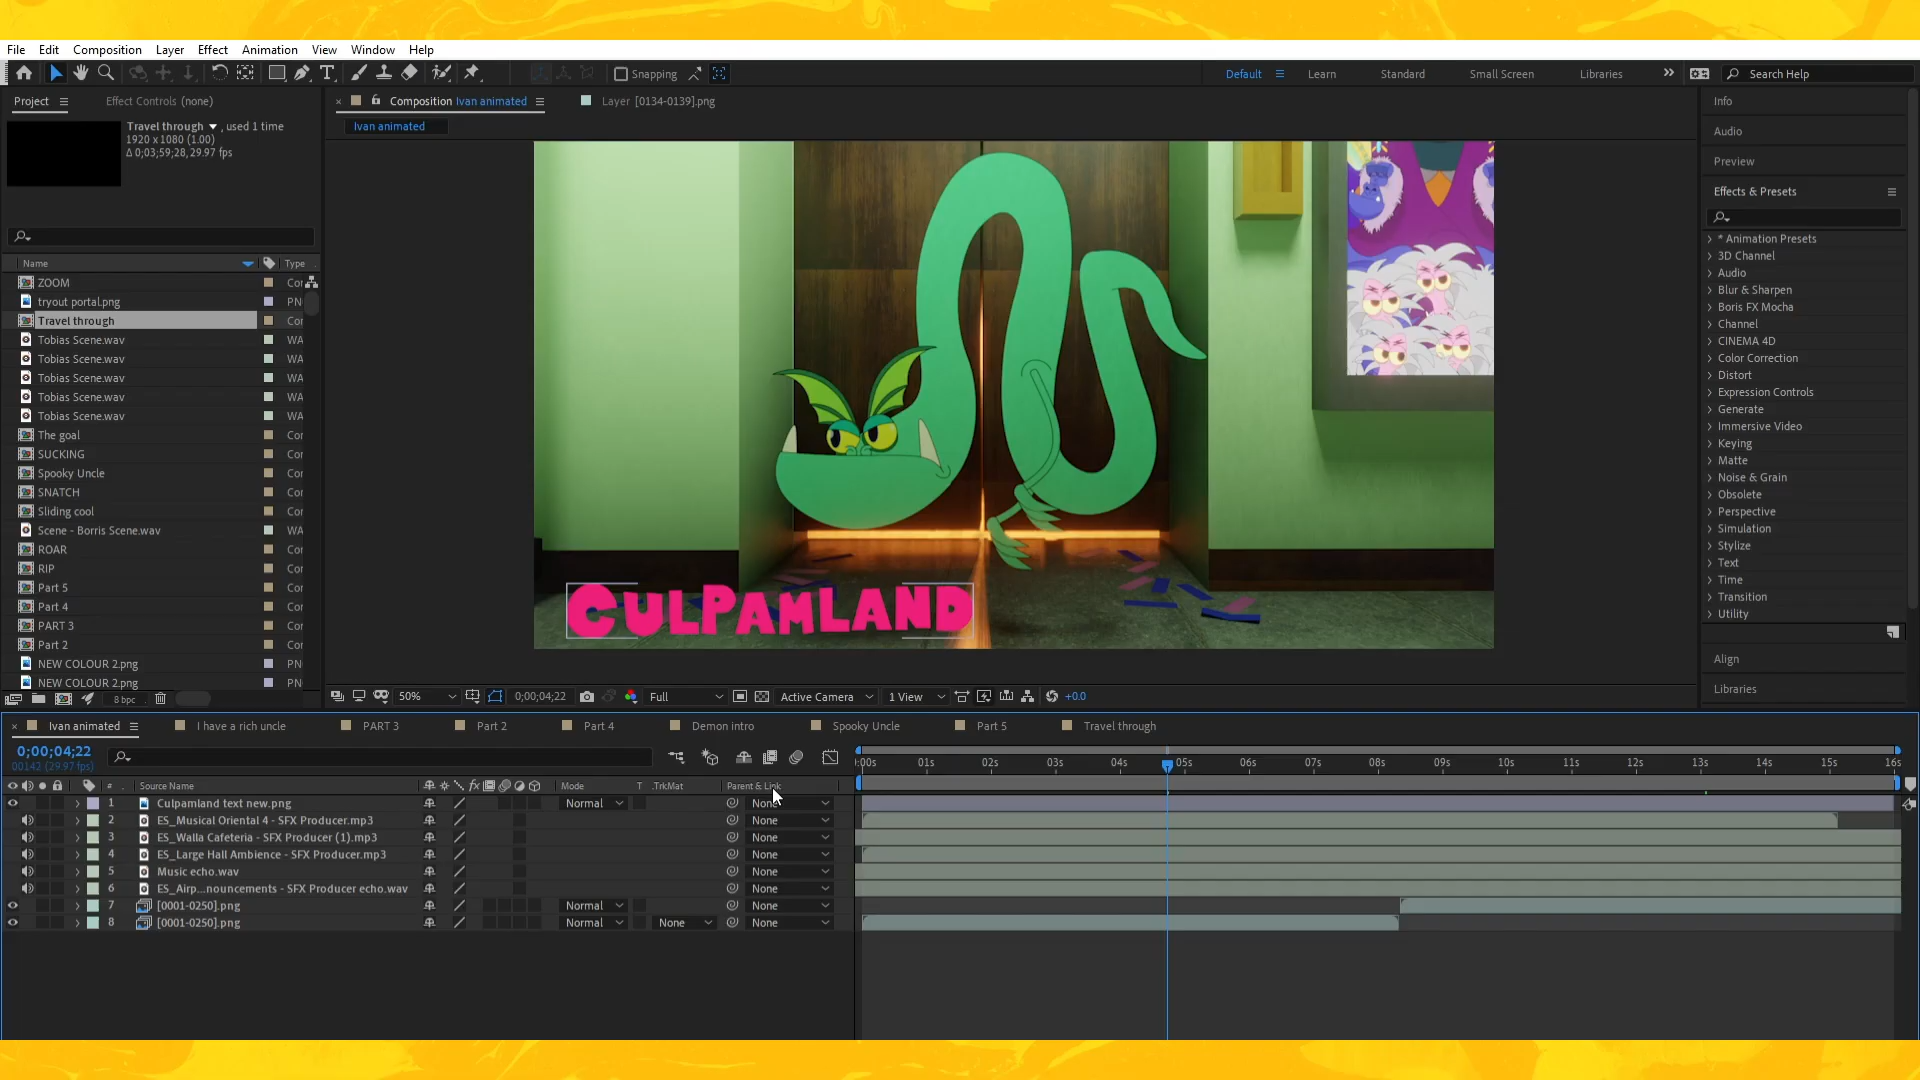 File Edit Composition Layer Effect Animation View Window Help
Snapping
Default Learn Standard Small Screen Libraries Search Help
Project Effect Controls (none)
Travel through , used 1 time
1920 x 1080 (1.00)
Δ 0;03;59;28, 29.97 fps
Name Type
ZOOM Cor
tryout portal.png PN
Travel through Cor
Tobias Scene.wav WA
Tobias Scene.wav WA
Tobias Scene.wav WA
Tobias Scene.wav WA
Tobias Scene.wav WA
The goal Cor
SUCKING Cor
Spooky Uncle Cor
SNATCH Cor
Sliding cool Cor
Scene - Borris Scene.wav WA
ROAR Cor
RIP Cor
Part 5 Cor
Part 4 Cor
PART 3 Cor
Part 2 Cor
NEW COLOUR 2.png PN
NEW COLOUR 2.png PN
8 bpc
Composition Ivan animated Layer [0134-0139].png
Ivan animated
CULPAMLAND
50% 0;00;04;22 Full Active Camera 1 View +0.0
Info
Audio
Preview
Effects & Presets
* Animation Presets
3D Channel
Audio
Blur & Sharpen
Boris FX Mocha
Channel
CINEMA 4D
Color Correction
Distort
Expression Controls
Generate
Immersive Video
Keying
Matte
Noise & Grain
Obsolete
Perspective
Simulation
Stylize
Text
Time
Transition
Utility
Align
Libraries
Ivan animated I have a rich uncle PART 3 Part 2 Part 4 Demon intro Spooky Uncle Part 5 Travel through
0;00;04;22
00142 (29.97 fps)
:00s 01s 02s 03s 04s 05s 06s 07s 08s 09s 10s 11s 12s 13s 14s 15s 16s
# Source Name fx Mode T .TrkMat Parent & Link
1 Culpamland text new.png Normal None
2 ES_Musical Oriental 4 - SFX Producer.mp3 None
3 ES_Walla Cafeteria - SFX Producer (1).mp3 None
4 ES_Large Hall Ambience - SFX Producer.mp3 None
5 Music echo.wav None
6 ES_Airp...nouncements - SFX Producer echo.wav None
7 [0001-0250].png Normal None
8 [0001-0250].png Normal None None